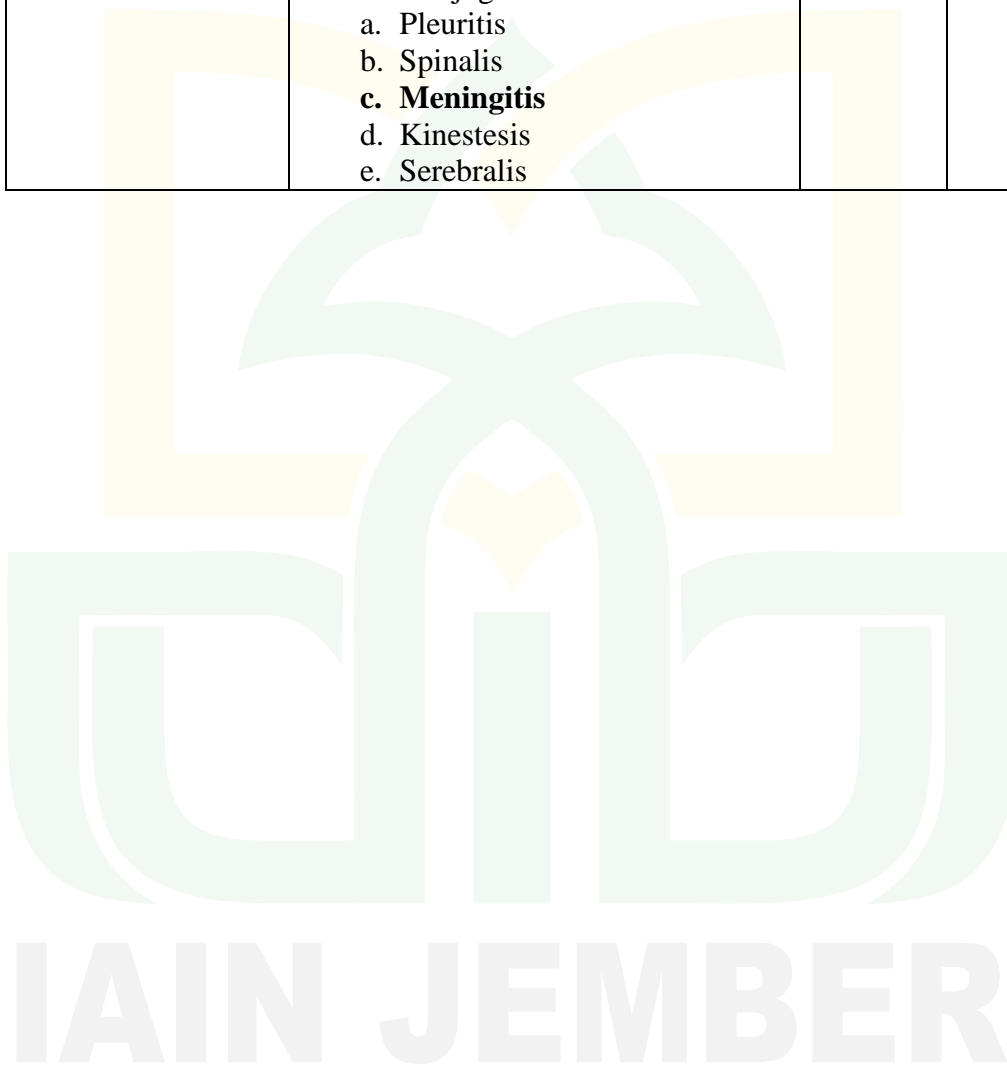 a. Pleuritis
b. Spinalis
c. Meningitis
d. Kinestesis
e. Serebralis
IAIN JEMBER